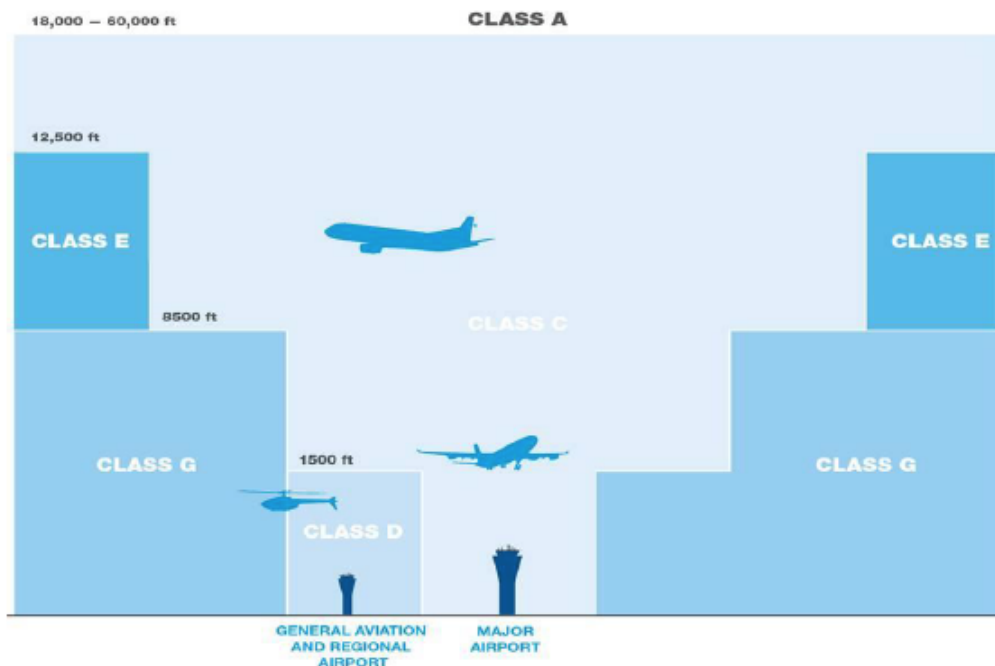 18,000 – 60,000 ft
CLASS A
12,500 ft
CLASS E
CLASS E
8500 ft
CLASS C
CLASS G
1500 ft
CLASS G
CLASS D
GENERAL AVIATION
AND REGIONAL
AIRPORT
MAJOR
AIRPORT